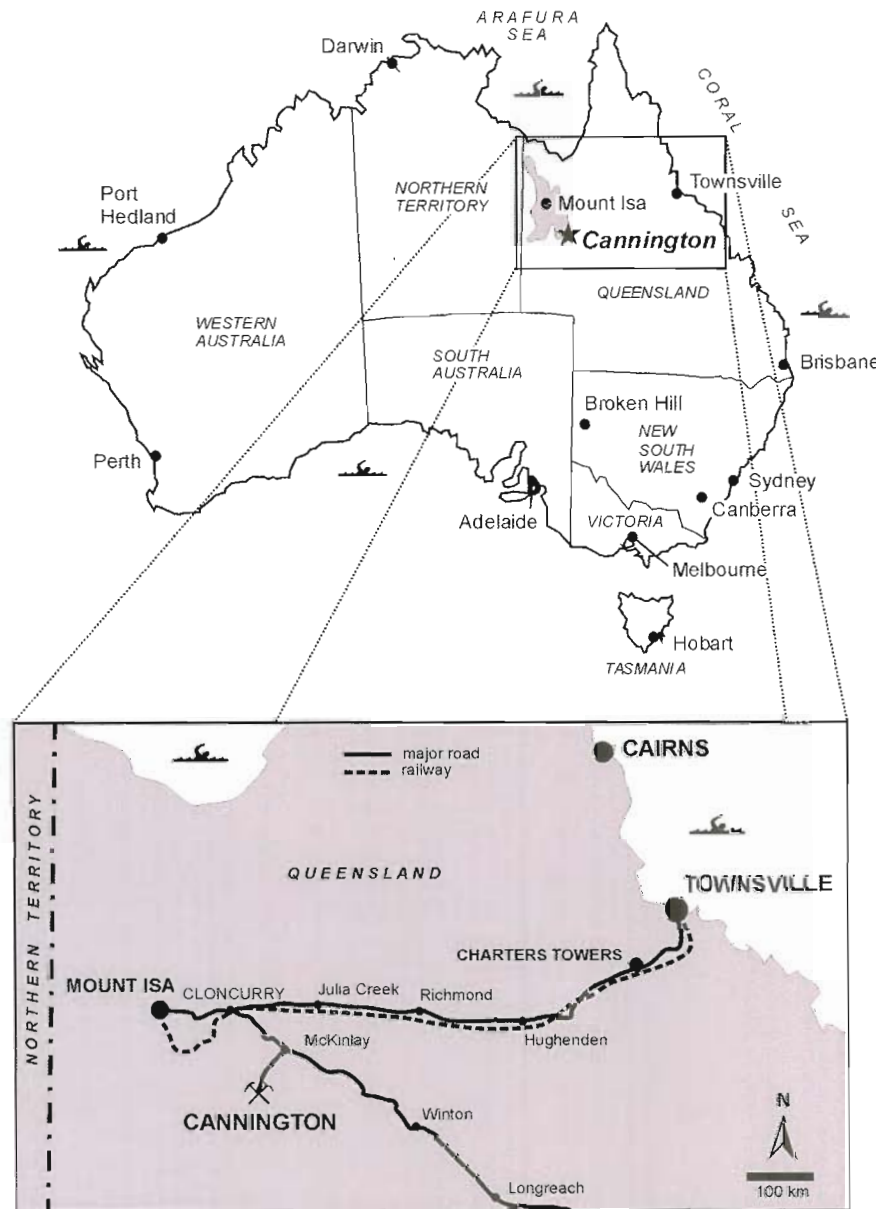 ARAFURA
SEA
Darwin
CORAL
SEA
Port
Hedland
NORTHERN
TERRITORY
Mount Isa
Townsville
Cannington
QUEENSLAND
WESTERN
AUSTRALIA
SOUTH
AUSTRALIA
Brisbane
Broken Hill
NEW
SOUTH
WALES
Perth
Sydney
Canberra
Adelaide
VICTORIA
Melbourne
Hobart
TASMANIA
major road
railway
CAIRNS
NORTHERN TERRITORY
QUEENSLAND
TOWNSVILLE
CHARTERS TOWERS
MOUNT ISA
CLONCURRY
Julia Creek
Richmond
McKinlay
Hughenden
CANNINGTON
Winton
N
Longreach
100 km